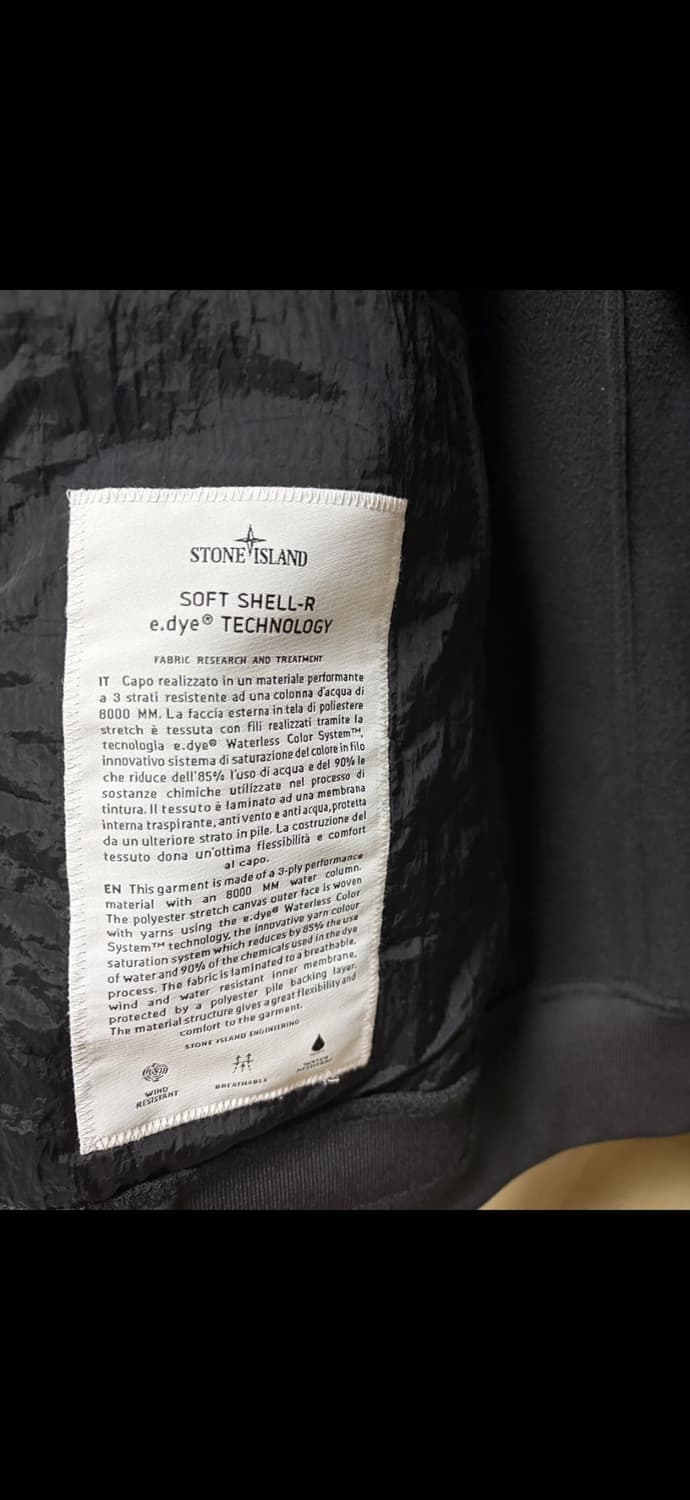 STONE ISLAND
SOFT SHELL-R
e.dye® TECHNOLOGY
FABRIC RESEARCH AND TREATMENT
IT Capo realizzato in un materiale performante
a 3 strati resistente ad una colonna d'acqua di
8000 MM. La faccia esterna in tela di poliestere
stretch è tessuta con fili realizzati tramite la
tecnologia e.dye® Waterless Color System™,
innovativo sistema di saturazione del colore in filo
che riduce dell'85% l'uso di acqua e del 90% le
sostanze chimiche utilizzate nel processo di
tintura. Il tessuto è laminato ad una membrana
interna traspirante, antivento e anti acqua, protetta
da un ulteriore strato in pile. La costruzione del
tessuto dona un'ottima flessibilità e comfort
al capo.
EN This garment is made of a 3-ply performance
material with an 8000 MM water column.
The polyester stretch canvas outer face is woven
with yarns using the e.dye® Waterless Color
System™ technology, the innovative yarn colour
saturation system which reduces by 85% the use
of water and 90% of the chemicals used in the dye
process. The fabric is laminated to a breathable,
wind and water resistant inner membrane,
protected by a polyester pile backing layer.
The material structure gives a great flexibility and
comfort to the garment.
STONE ISLAND ENGINEERING
WIND
RESISTANT
BREATHABLE
WATER
RESISTANT